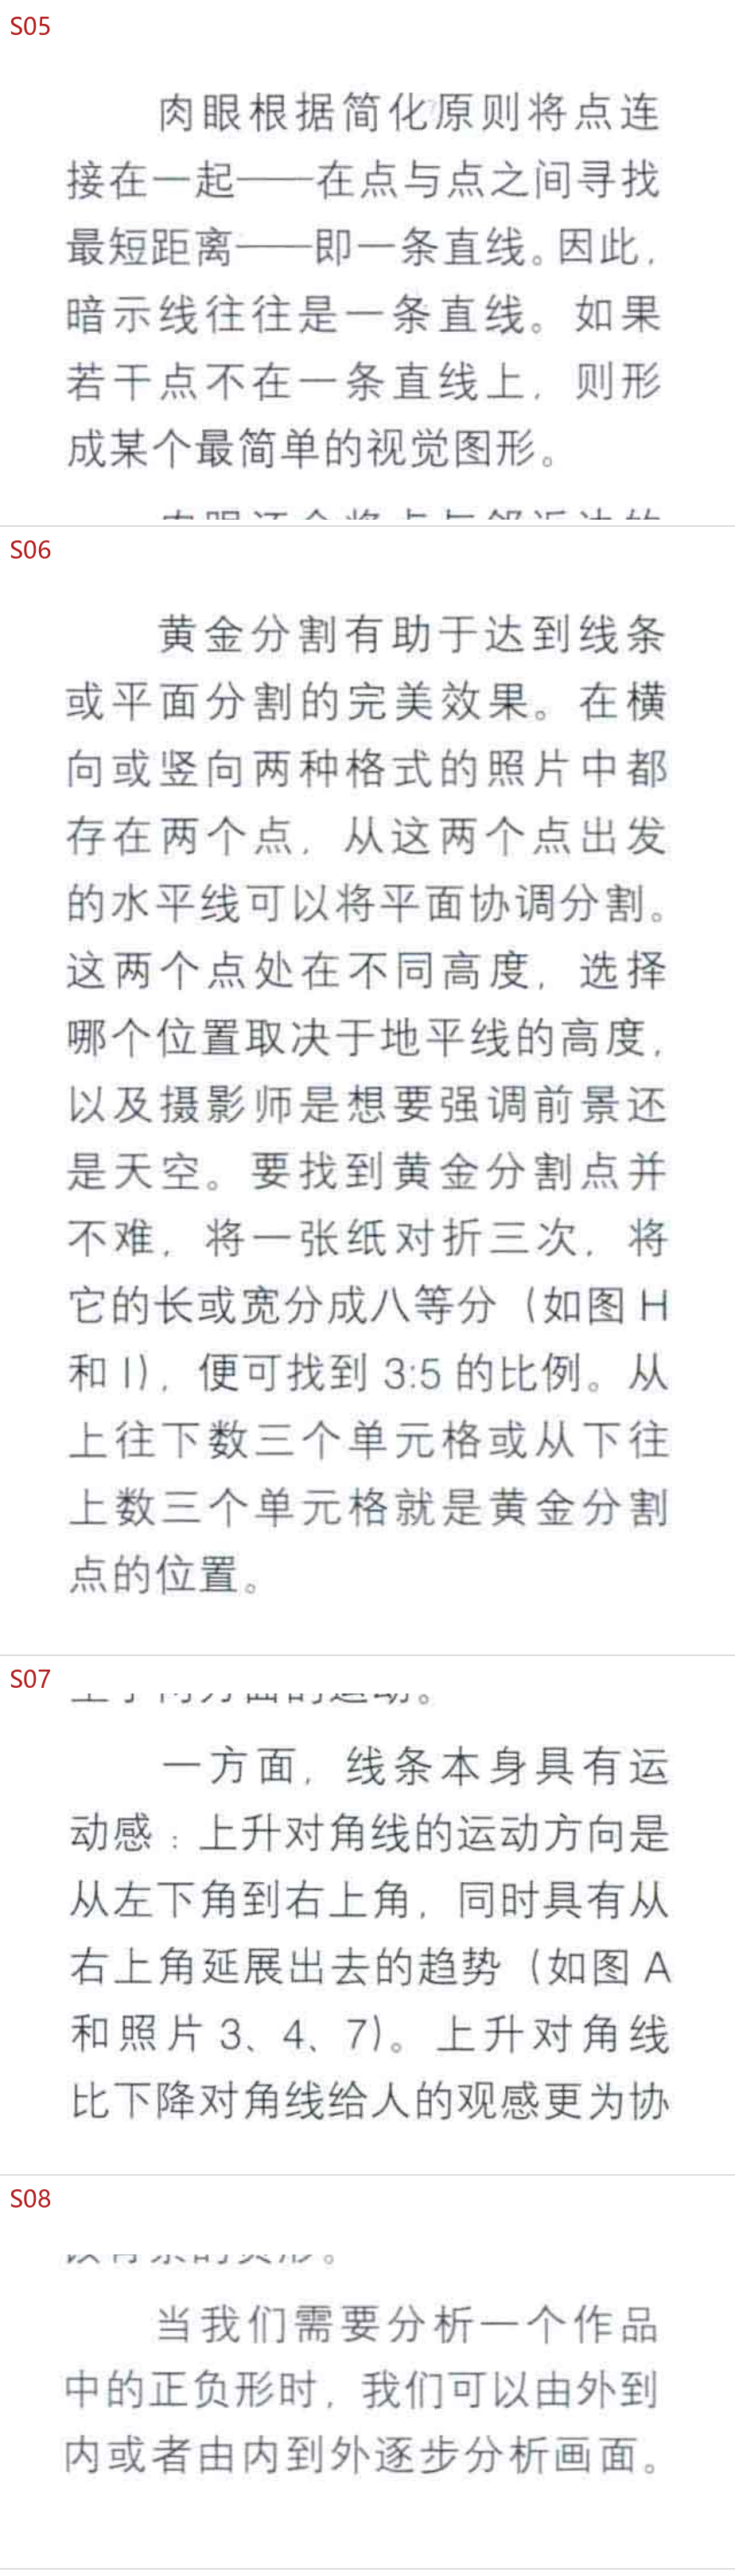 S05
肉眼根据简化原则将点连
接在一起——在点与点之间寻找
最短距离——即一条直线。因此，
暗示线往往是一条直线。如果
若干点不在一条直线上，则形
成某个最简单的视觉图形。
S06
黄金分割有助于达到线条
或平面分割的完美效果。在横
向或竖向两种格式的照片中都
存在两个点，从这两个点出发
的水平线可以将平面协调分割。
这两个点处在不同高度，选择
哪个位置取决于地平线的高度，
以及摄影师是想要强调前景还
是天空。要找到黄金分割点并
不难，将一张纸对折三次，将
它的长或宽分成八等分（如图 H
和 I），便可找到 3:5 的比例。从
上往下数三个单元格或从下往
上数三个单元格就是黄金分割
点的位置。
S07
一方面，线条本身具有运
动感：上升对角线的运动方向是
从左下角到右上角，同时具有从
右上角延展出去的趋势（如图 A
和照片 3、4、7）。上升对角线
比下降对角线给人的观感更为协
S08
当我们需要分析一个作品
中的正负形时，我们可以由外到
内或者由内到外逐步分析画面。